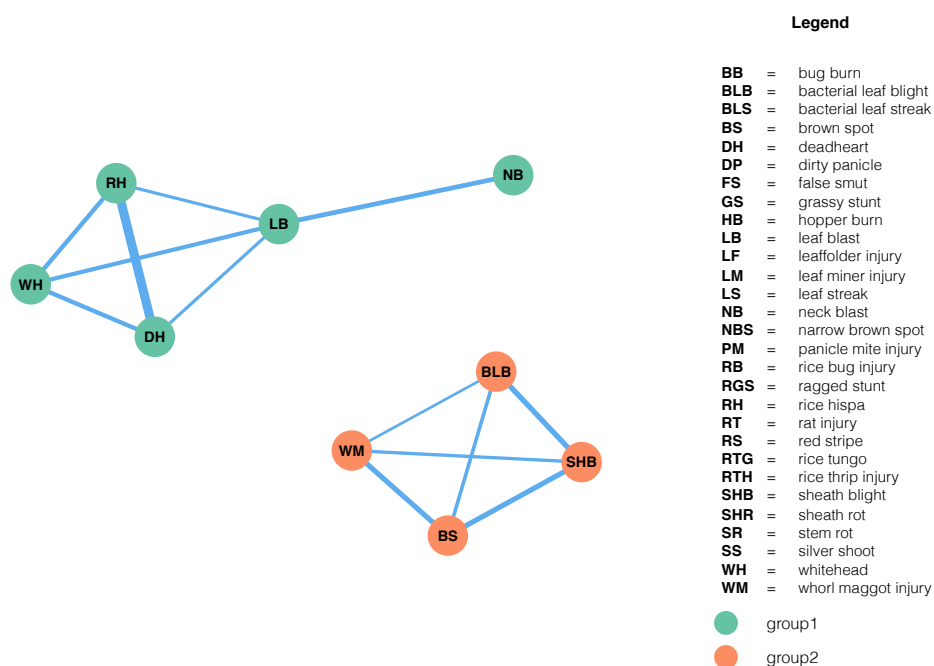 Legend
BB = bug burn
BLB = bacterial leaf blight
BLS = bacterial leaf streak
BS = brown spot
DH = deadheart
DP = dirty panicle
FS = false smut
GS = grassy stunt
HB = hopper burn
LB = leaf blast
LF = leaffolder injury
LM = leaf miner injury
LS = leaf streak
NB = neck blast
NBS = narrow brown spot
PM = panicle mite injury
RB = rice bug injury
RGS = ragged stunt
RH = rice hispa
RT = rat injury
RS = red stripe
RTG = rice tungo
RTH = rice thrip injury
SHB = sheath blight
SHR = sheath rot
SR = stem rot
SS = silver shoot
WH = whitehead
WM = whorl maggot injury
group1
group2
RH
NB
LB
WH
DH
BLB
WM
SHB
BS